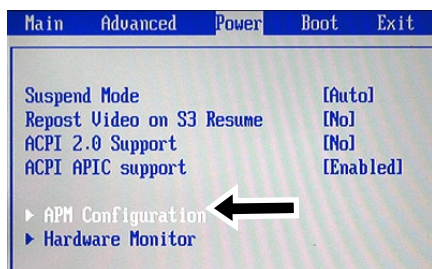 Main Advanced Power Boot Exit
Suspend Mode [Auto]
Repost Video on S3 Resume [No]
ACPI 2.0 Support [No]
ACPI APIC support [Enabled]
▶ APM Configuration
▶ Hardware Monitor